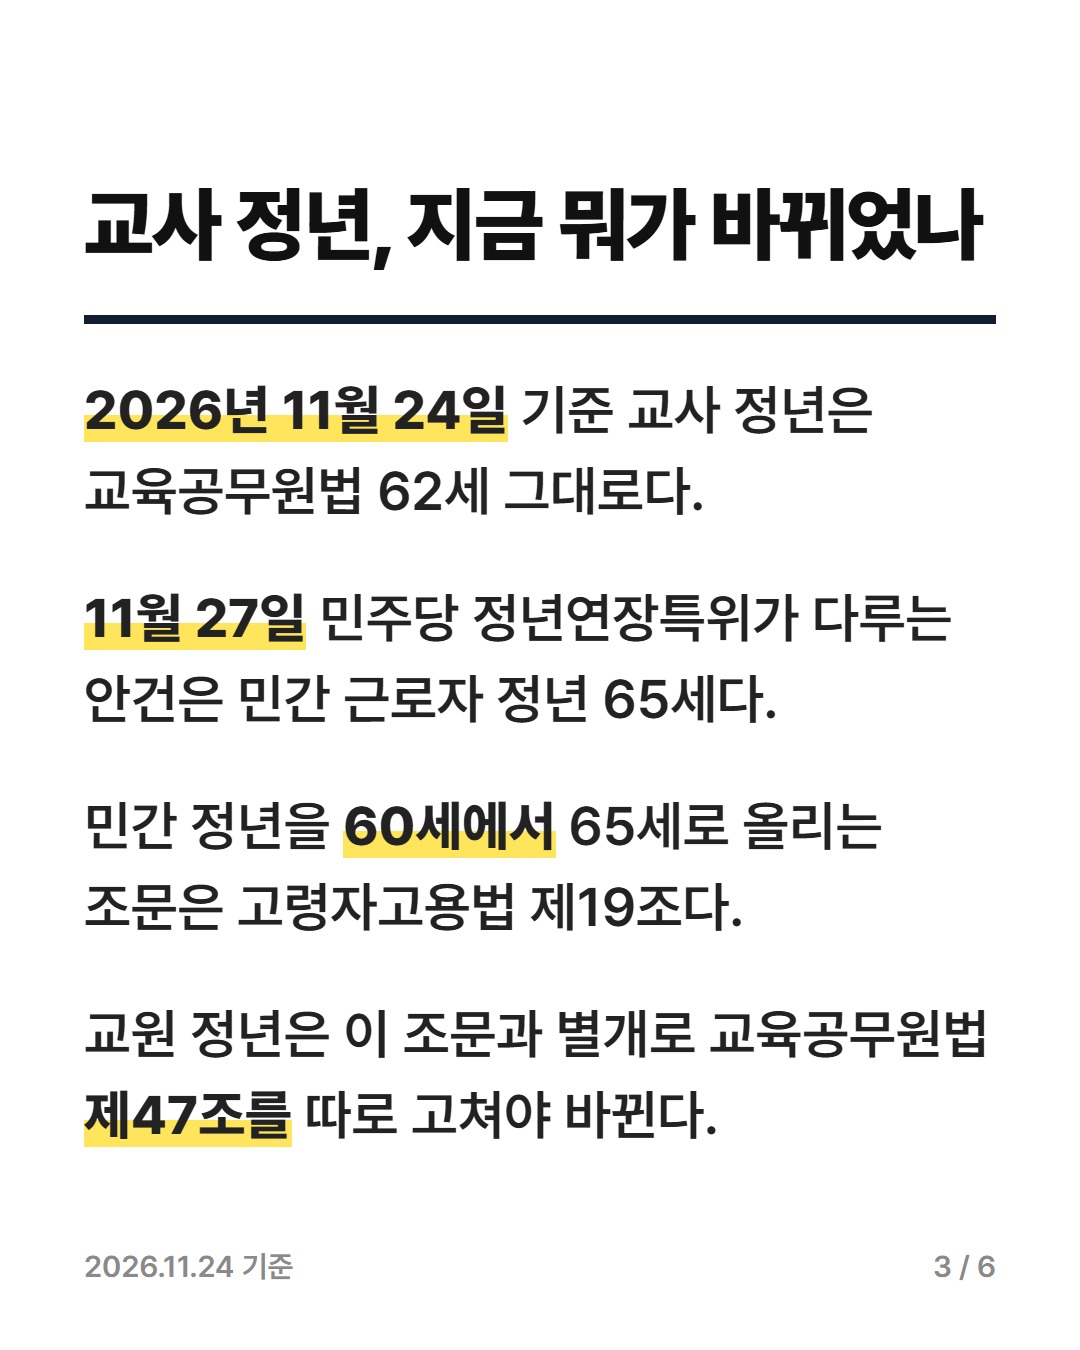 교사 정년, 지금 뭐가 바뀌었나
2026년 11월 24일 기준 교사 정년은
교육공무원법 62세 그대로다.
11월 27일 민주당 정년연장특위가 다루는
안건은 민간 근로자 정년 65세다.
민간 정년을 60세에서 65세로 올리는
조문은 고령자고용법 제19조다.
교원 정년은 이 조문과 별개로 교육공무원법
제47조를 따로 고쳐야 바뀐다.
2026.11.24 기준
3 / 6